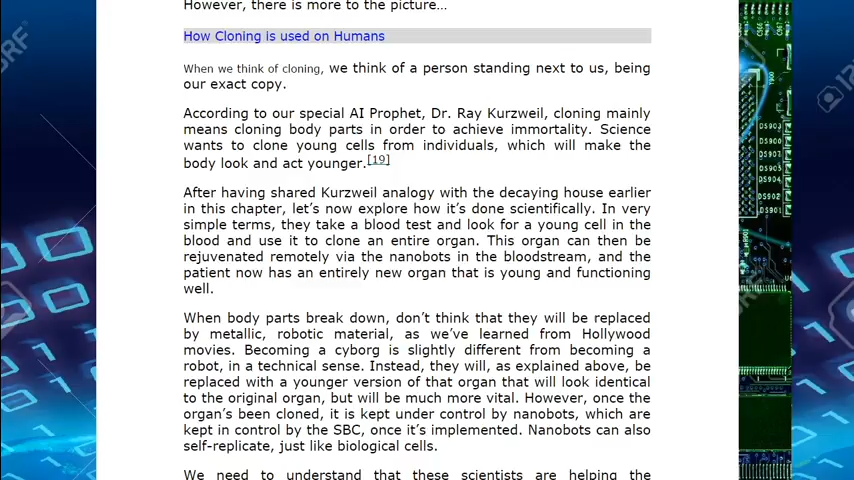 However, there is more to the picture…
How Cloning is used on Humans
When we think of cloning, we think of a person standing next to us, being
our exact copy.
According to our special AI Prophet, Dr. Ray Kurzweil, cloning mainly
means cloning body parts in order to achieve immortality. Science
wants to clone young cells from individuals, which will make the
body look and act younger.[19]
After having shared Kurzweil analogy with the decaying house earlier
in this chapter, let's now explore how it's done scientifically. In very
simple terms, they take a blood test and look for a young cell in the
blood and use it to clone an entire organ. This organ can then be
rejuvenated remotely via the nanobots in the bloodstream, and the
patient now has an entirely new organ that is young and functioning
well.
When body parts break down, don't think that they will be replaced
by metallic, robotic material, as we've learned from Hollywood
movies. Becoming a cyborg is slightly different from becoming a
robot, in a technical sense. Instead, they will, as explained above, be
replaced with a younger version of that organ that will look identical
to the original organ, but will be much more vital. However, once the
organ's been cloned, it is kept under control by nanobots, which are
kept in control by the SBC, once it's implemented. Nanobots can also
self-replicate, just like biological cells.
We need to understand that these scientists are helping the